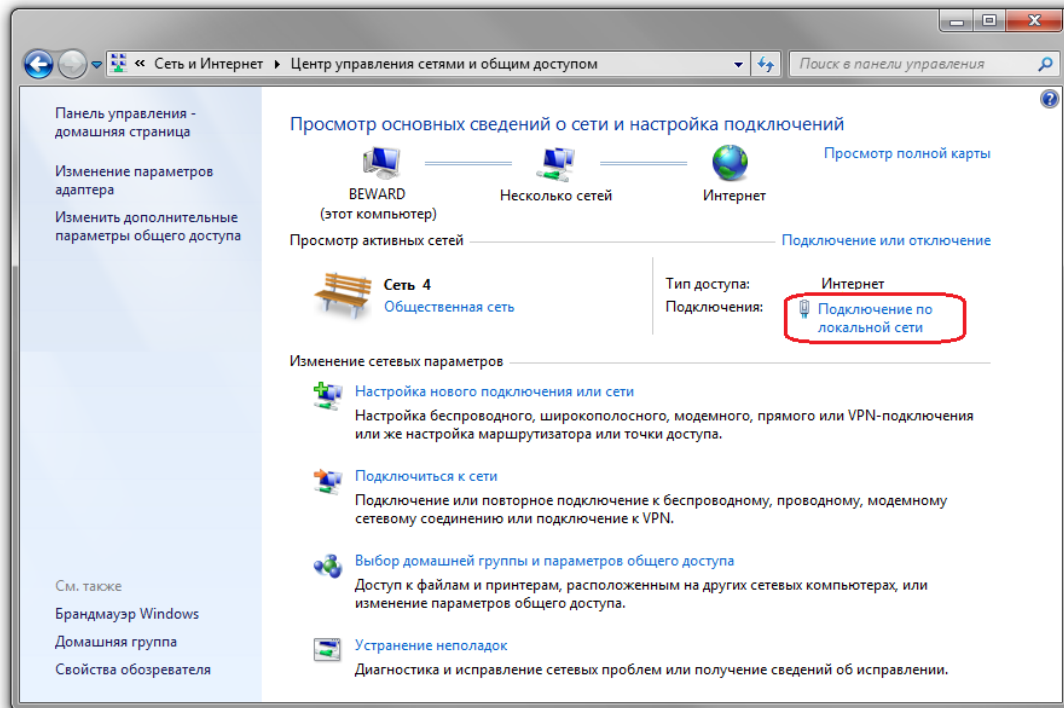 « Сеть и Интернет ▸ Центр управления сетями и общим доступом
Поиск в панели управления
Панель управления -
домашняя страница
Изменение параметров
адаптера
Изменить дополнительные
параметры общего доступа
См. также
Брандмауэр Windows
Домашняя группа
Свойства обозревателя
Просмотр основных сведений о сети и настройка подключений
Просмотр полной карты
BEWARD
(этот компьютер)
Несколько сетей
Интернет
Просмотр активных сетей
Подключение или отключение
Сеть 4
Общественная сеть
Тип доступа: Интернет
Подключения: Подключение по
локальной сети
Изменение сетевых параметров
Настройка нового подключения или сети
Настройка беспроводного, широкополосного, модемного, прямого или VPN-подключения
или же настройка маршрутизатора или точки доступа.
Подключиться к сети
Подключение или повторное подключение к беспроводному, проводному, модемному
сетевому соединению или подключение к VPN.
Выбор домашней группы и параметров общего доступа
Доступ к файлам и принтерам, расположенным на других сетевых компьютерах, или
изменение параметров общего доступа.
Устранение неполадок
Диагностика и исправление сетевых проблем или получение сведений об исправлении.